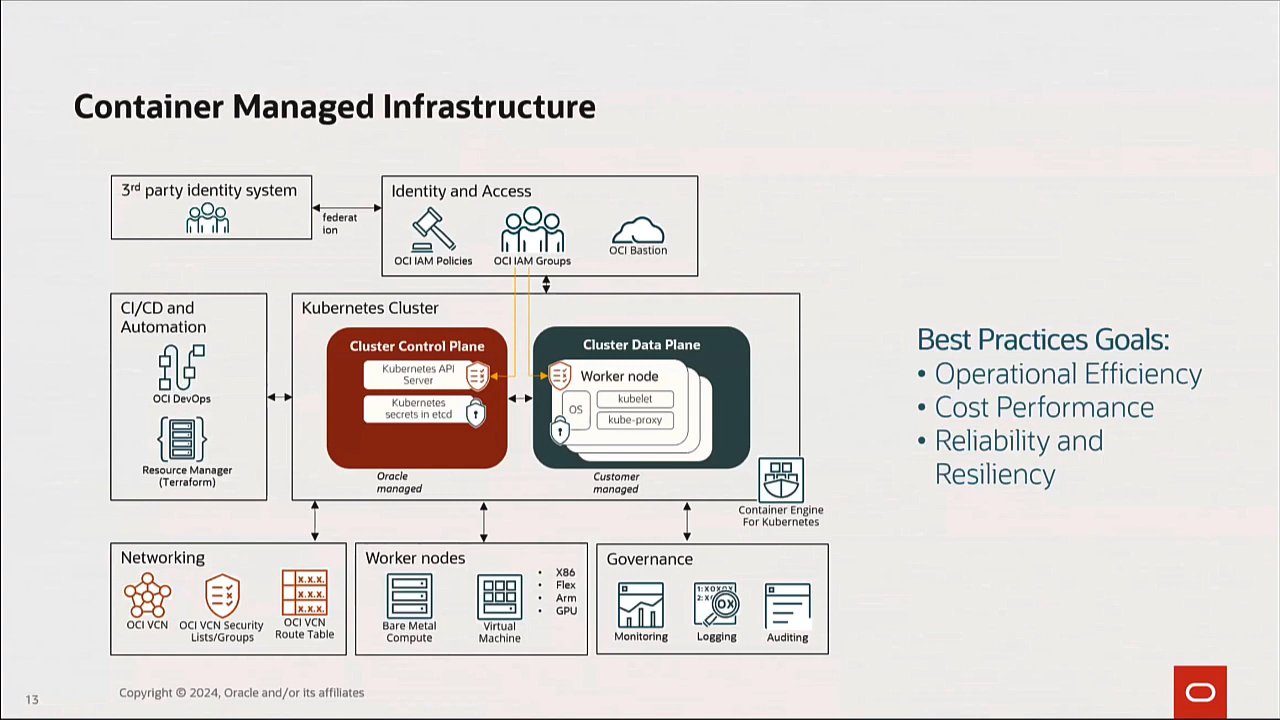 Container Managed Infrastructure
3rd party identity system
federat
ion
Identity and Access
OCI IAM Policies
OCI IAM Groups
OCI Bastion
CI/CD and
Automation
OCI DevOps
Resource Manager
(Terraform)
Kubernetes Cluster
Cluster Control Plane
Kubernetes API
Server
Kubernetes
secrets in etcd
Oracle
managed
Cluster Data Plane
Worker node
OS
kubelet
kube-proxy
Customer
managed
Container Engine
For Kubernetes
Best Practices Goals:
• Operational Efficiency
• Cost Performance
• Reliability and
Resiliency
Networking
OCI VCN
OCI VCN Security
Lists/Groups
X.X.X.
X.X.X.
X.X.X.
OCI VCN
Route Table
Worker nodes
Bare Metal
Compute
Virtual
Machine
• X86
• Flex
• Arm
• GPU
Governance
Monitoring
Logging
Auditing
13
Copyright © 2024, Oracle and/or its affiliates